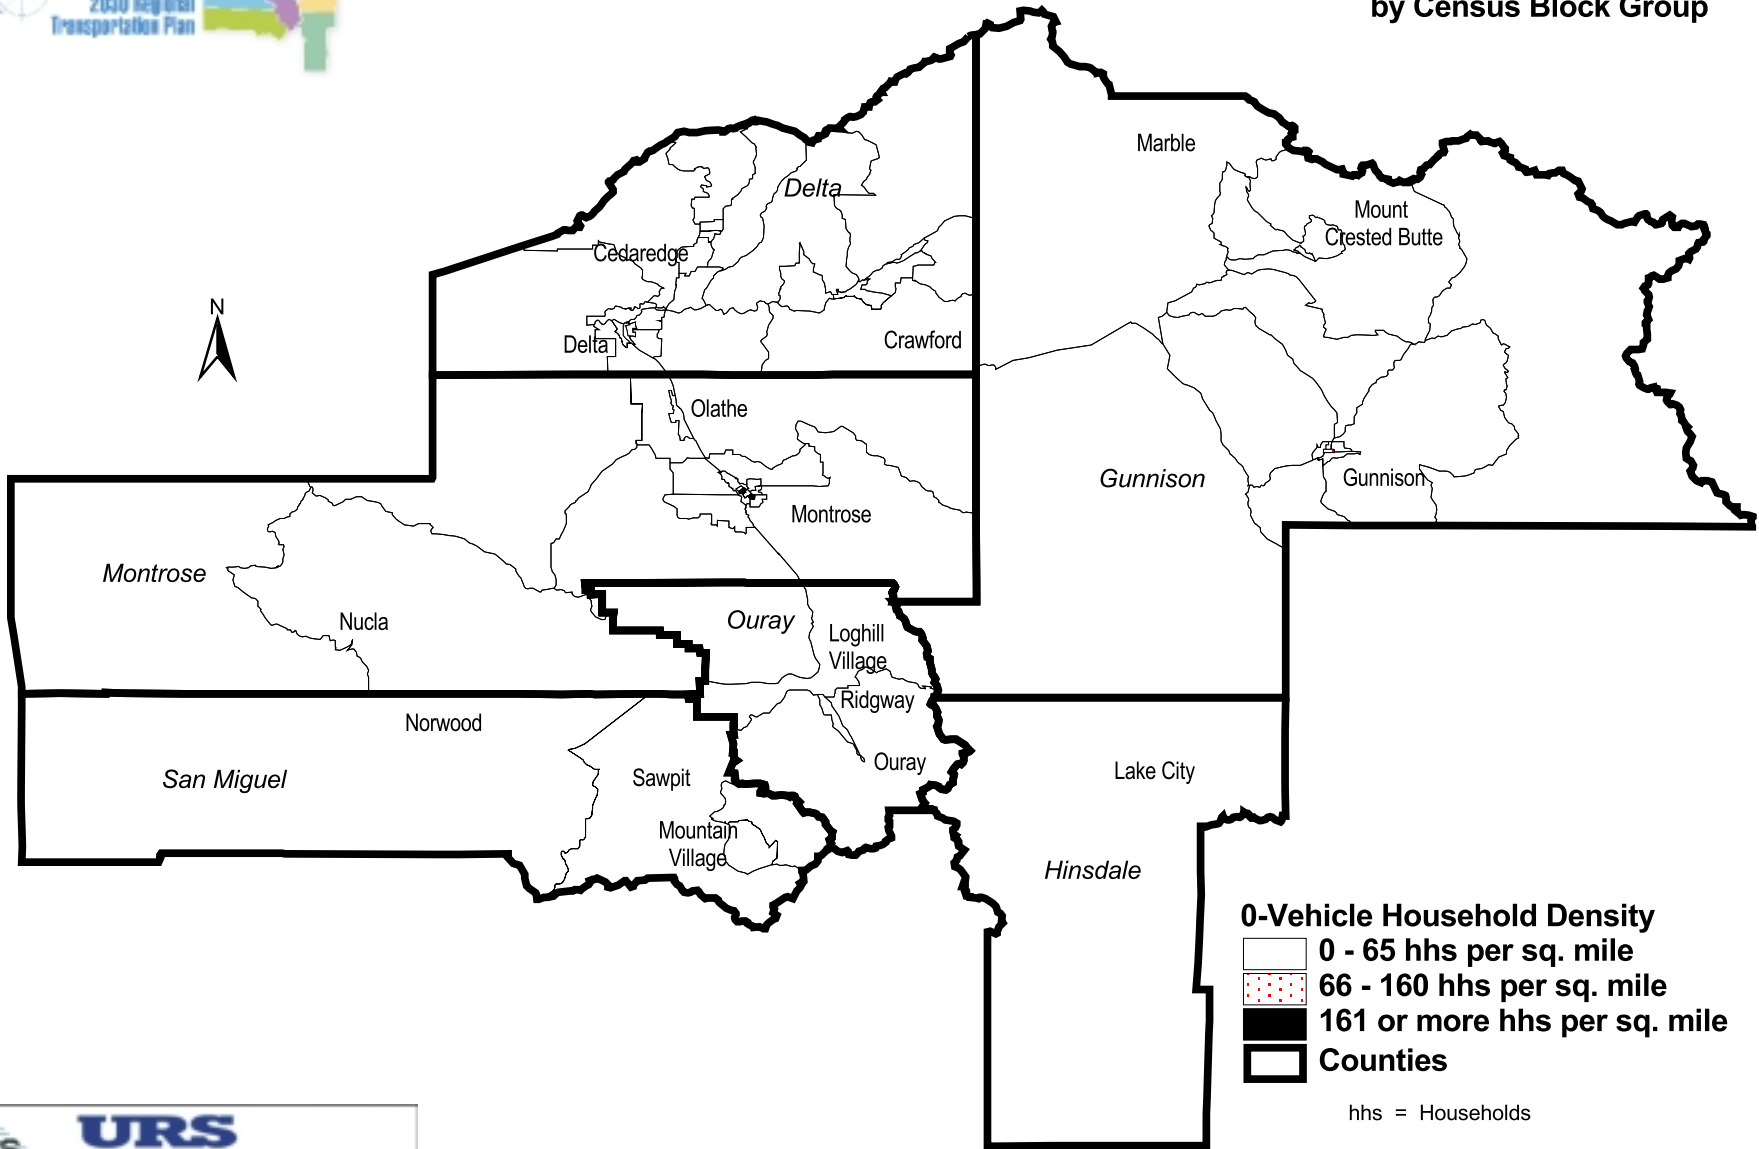 2030 Regional
Transportation Plan
by Census Block Group
Marble
Delta
Mount
Crested Butte
Cedaredge
N
Delta
Crawford
Olathe
Gunnison
Gunnison
Montrose
Montrose
Nucla
Ouray
Loghill
Village
Ridgway
Norwood
Ouray
Lake City
San Miguel
Sawpit
Mountain
Village
Hinsdale
0-Vehicle Household Density
0 - 65 hhs per sq. mile
66 - 160 hhs per sq. mile
161 or more hhs per sq. mile
Counties
hhs = Households
URS